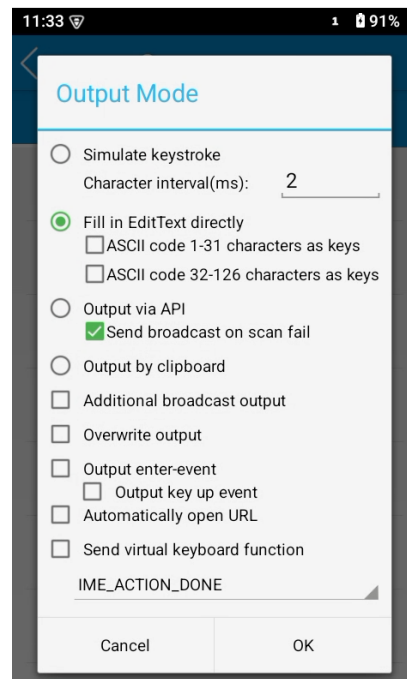 11:33
1 91%
Output Mode
Simulate keystroke
Character interval(ms): 2
Fill in EditText directly
ASCII code 1-31 characters as keys
ASCII code 32-126 characters as keys
Output via API
Send broadcast on scan fail
Output by clipboard
Additional broadcast output
Overwrite output
Output enter-event
Output key up event
Automatically open URL
Send virtual keyboard function
IME_ACTION_DONE
Cancel OK